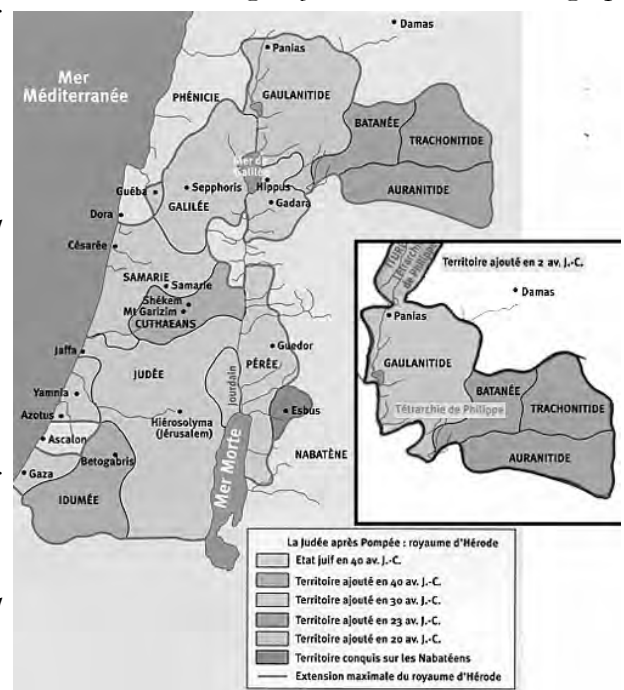 Damas
Panias
Mer
Méditerranée
PHÉNICIE
GAULANITIDE
BATANÉE
TRACHONITIDE
Mer de
Galilée
Guéba
Sepphoris
Hippus
AURANITIDE
GALILÉE
Gadara
Dora
Césarée
SAMARIE
Samarie
Shékem
Mt Garizim
CUTHAEANS
Jaffa
Guedor
JUDÉE
PÉRÉE
Jourdain
Yamnia
Azotus
Hiérosolyma
(Jérusalem)
Esbus
Ascalon
Betogabris
Gaza
Mer Morte
NABATÈNE
IDUMÉE
Tétrarchie
de Philippe
Territoire ajouté en 2 av. J.-C.
Damas
Panias
GAULANITIDE
BATANÉE
TRACHONITIDE
Tétrarchie de Philippe
AURANITIDE
La Judée après Pompée : royaume d'Hérode
Etat juif en 40 av. J.-C.
Territoire ajouté en 40 av. J.-C.
Territoire ajouté en 30 av. J.-C.
Territoire ajouté en 23 av. J.-C.
Territoire ajouté en 20 av. J.-C.
Territoire conquis sur les Nabatéens
Extension maximale du royaume d'Hérode